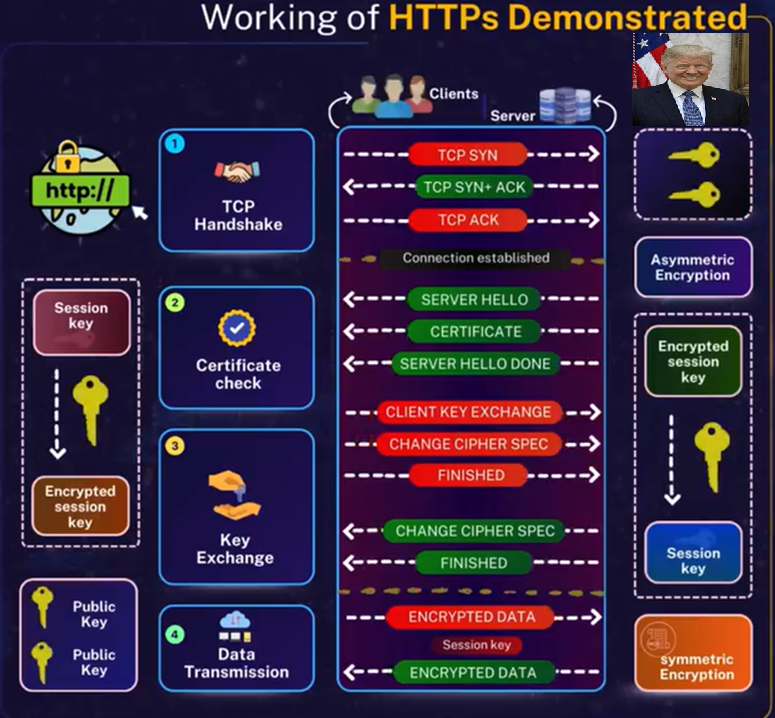 Working of HTTPs Demonstrated
Clients
Server
http://
1
TCP
Handshake
TCP SYN
TCP SYN+ ACK
TCP ACK
Connection established
Asymmetric
Encryption
Session
key
Encrypted
session
key
2
Certificate
check
SERVER HELLO
CERTIFICATE
SERVER HELLO DONE
3
Key
Exchange
CLIENT KEY EXCHANGE
CHANGE CIPHER SPEC
FINISHED
CHANGE CIPHER SPEC
FINISHED
Encrypted
session
key
Session
key
Public
Key
Public
Key
4
Data
Transmission
ENCRYPTED DATA
Session key
ENCRYPTED DATA
symmetric
Encryption